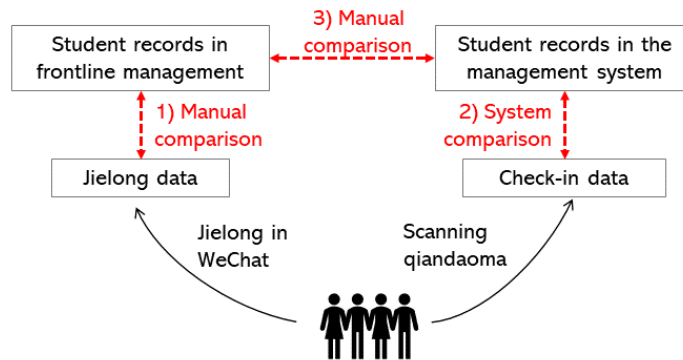 3) Manual
comparison
Student records in
frontline management
Student records in the
management system
1) Manual
comparison
2) System
comparison
Jielong data
Check-in data
Jielong in
WeChat
Scanning
qiandaoma